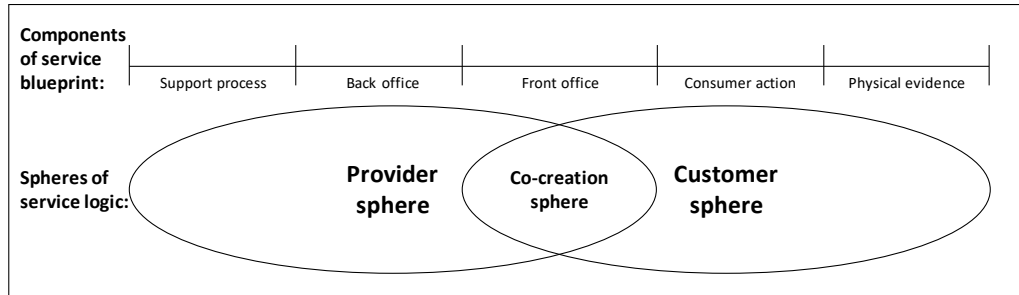 Components
of service
blueprint:
Support process
Back office
Front office
Consumer action
Physical evidence
Spheres of
service logic:
Provider
sphere
Co-creation
sphere
Customer
sphere